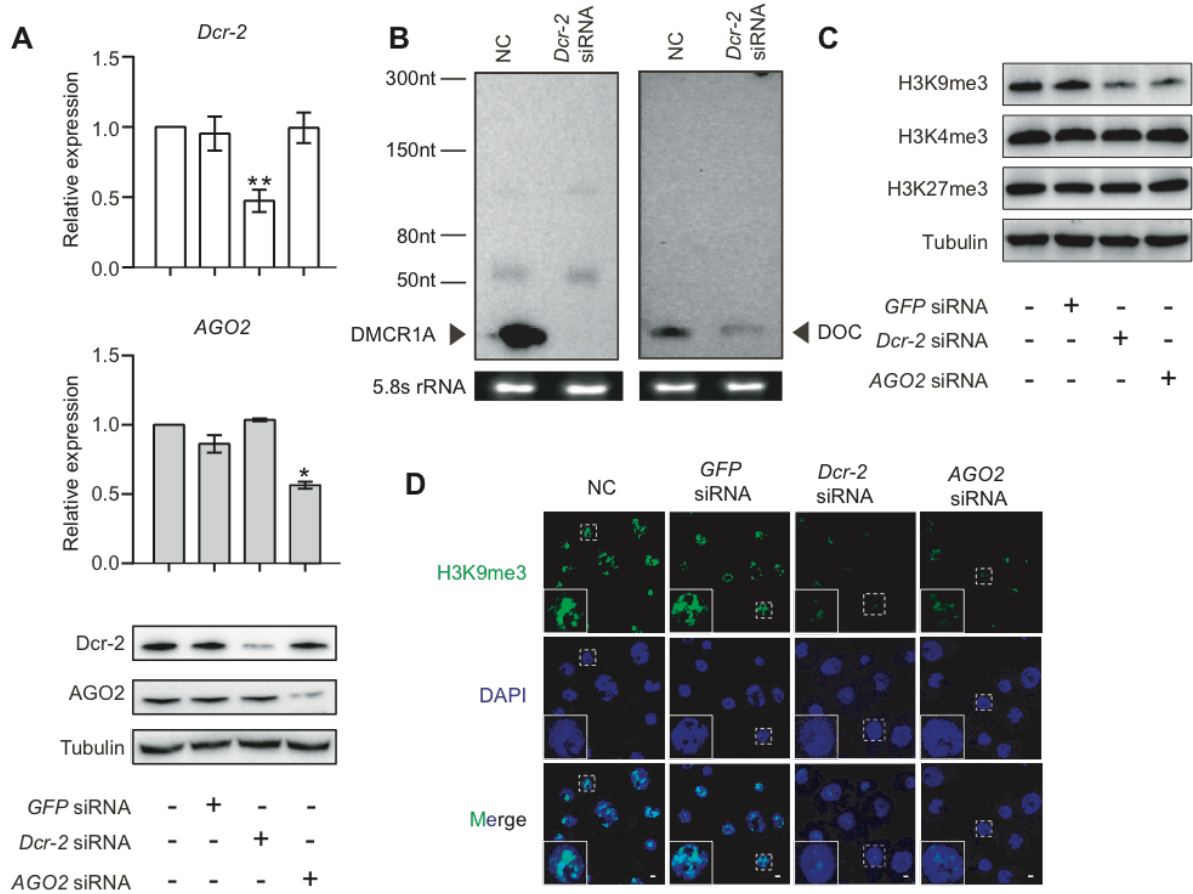 A
Dcr-2
Relative expression
1.5
1.0
0.5
0.0
**
AGO2
Relative expression
1.5
1.0
0.5
0.0
*
Dcr-2
AGO2
Tubulin
GFP siRNA - + - -
Dcr-2 siRNA - - + -
AGO2 siRNA - - - +
B
NC
Dcr-2 siRNA
NC
Dcr-2 siRNA
300nt
150nt
80nt
50nt
DMCR1A
DOC
5.8s rRNA
C
H3K9me3
H3K4me3
H3K27me3
Tubulin
GFP siRNA - + - -
Dcr-2 siRNA - - + -
AGO2 siRNA - - - +
D
NC
GFP
siRNA
Dcr-2
siRNA
AGO2
siRNA
H3K9me3
DAPI
Merge